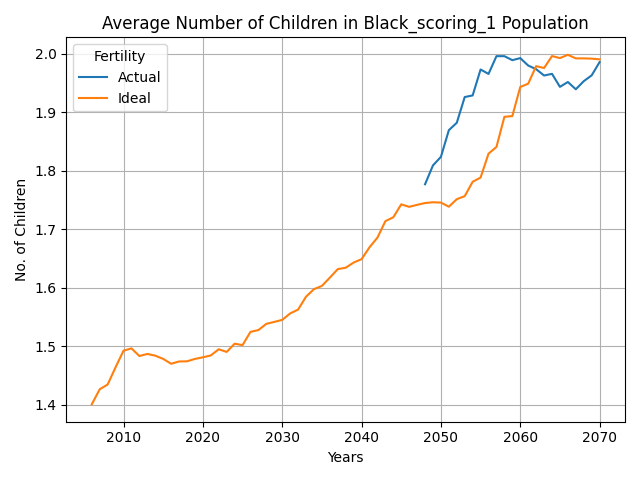 Average Number of Children in Black_scoring_1 Population
Fertility
Actual
Ideal
No. of Children
2.0
1.9
1.8
1.7
1.6
1.5
1.4
2010 2020 2030 2040 2050 2060 2070
Years